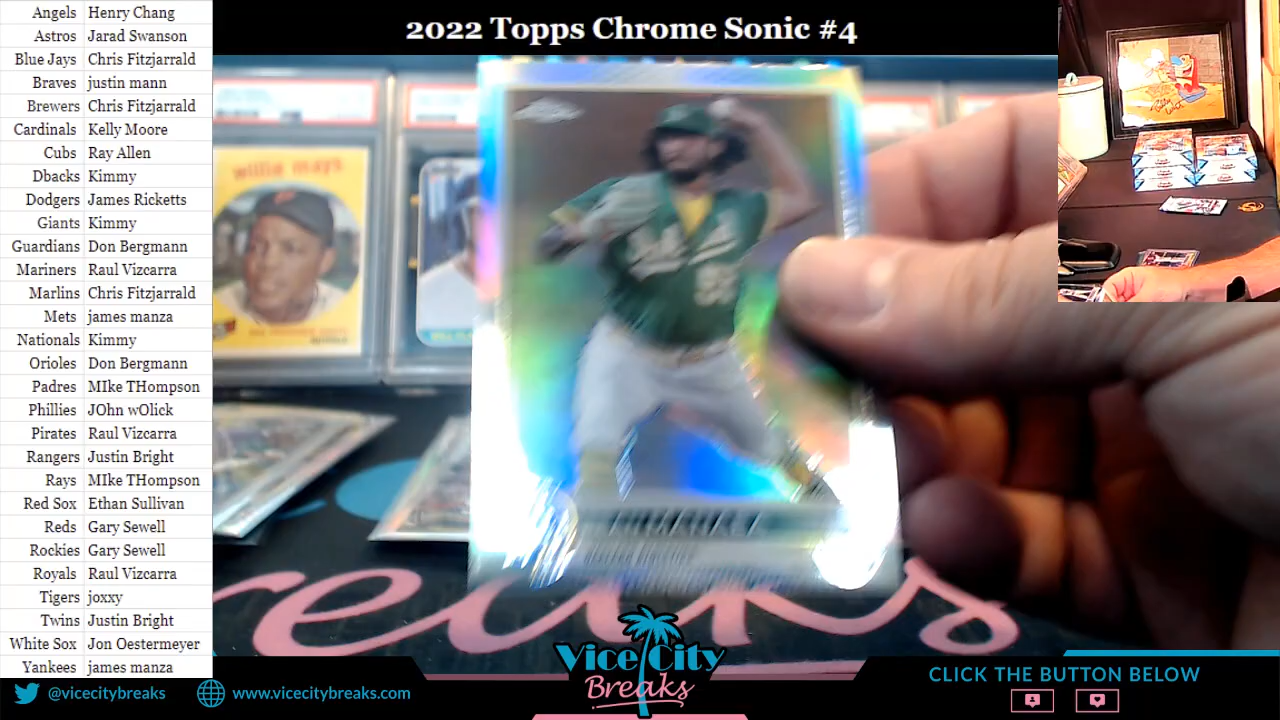 2022 Topps Chrome Sonic #4
Angels Henry Chang
Astros Jarad Swanson
Blue Jays Chris Fitzjarrald
Braves justin mann
Brewers Chris Fitzjarrald
Cardinals Kelly Moore
Cubs Ray Allen
Dbacks Kimmy
Dodgers James Ricketts
Giants Kimmy
Guardians Don Bergmann
Mariners Raul Vizcarra
Marlins Chris Fitzjarrald
Mets james manza
Nationals Kimmy
Orioles Don Bergmann
Padres MIke THompson
Phillies JOhn wOlick
Pirates Raul Vizcarra
Rangers Justin Bright
Rays MIke THompson
Red Sox Ethan Sullivan
Reds Gary Sewell
Rockies Gary Sewell
Royals Raul Vizcarra
Tigers joxxy
Twins Justin Bright
White Sox Jon Oestermeyer
Yankees james manza
willie mays
reaks
Vice City
Breaks
@vicecitybreaks
www.vicecitybreaks.com
CLICK THE BUTTON BELOW